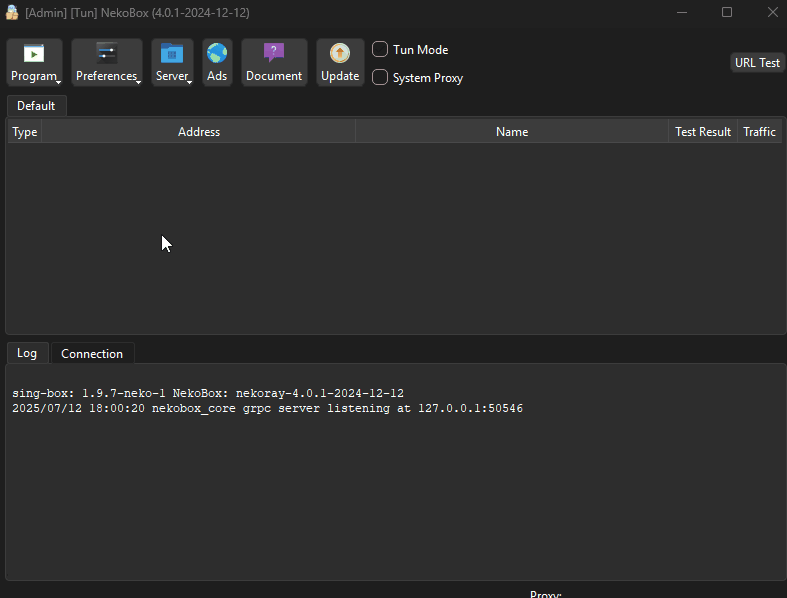 [Admin] [Tun] NekoBox (4.0.1-2024-12-12)
Program Preferences Server Ads Document Update
Tun Mode
System Proxy
URL Test
Default
Type Address Name Test Result Traffic
Log Connection
sing-box: 1.9.7-neko-1 NekoBox: nekoray-4.0.1-2024-12-12
2025/07/12 18:00:20 nekobox_core grpc server listening at 127.0.0.1:50546
Proxy: